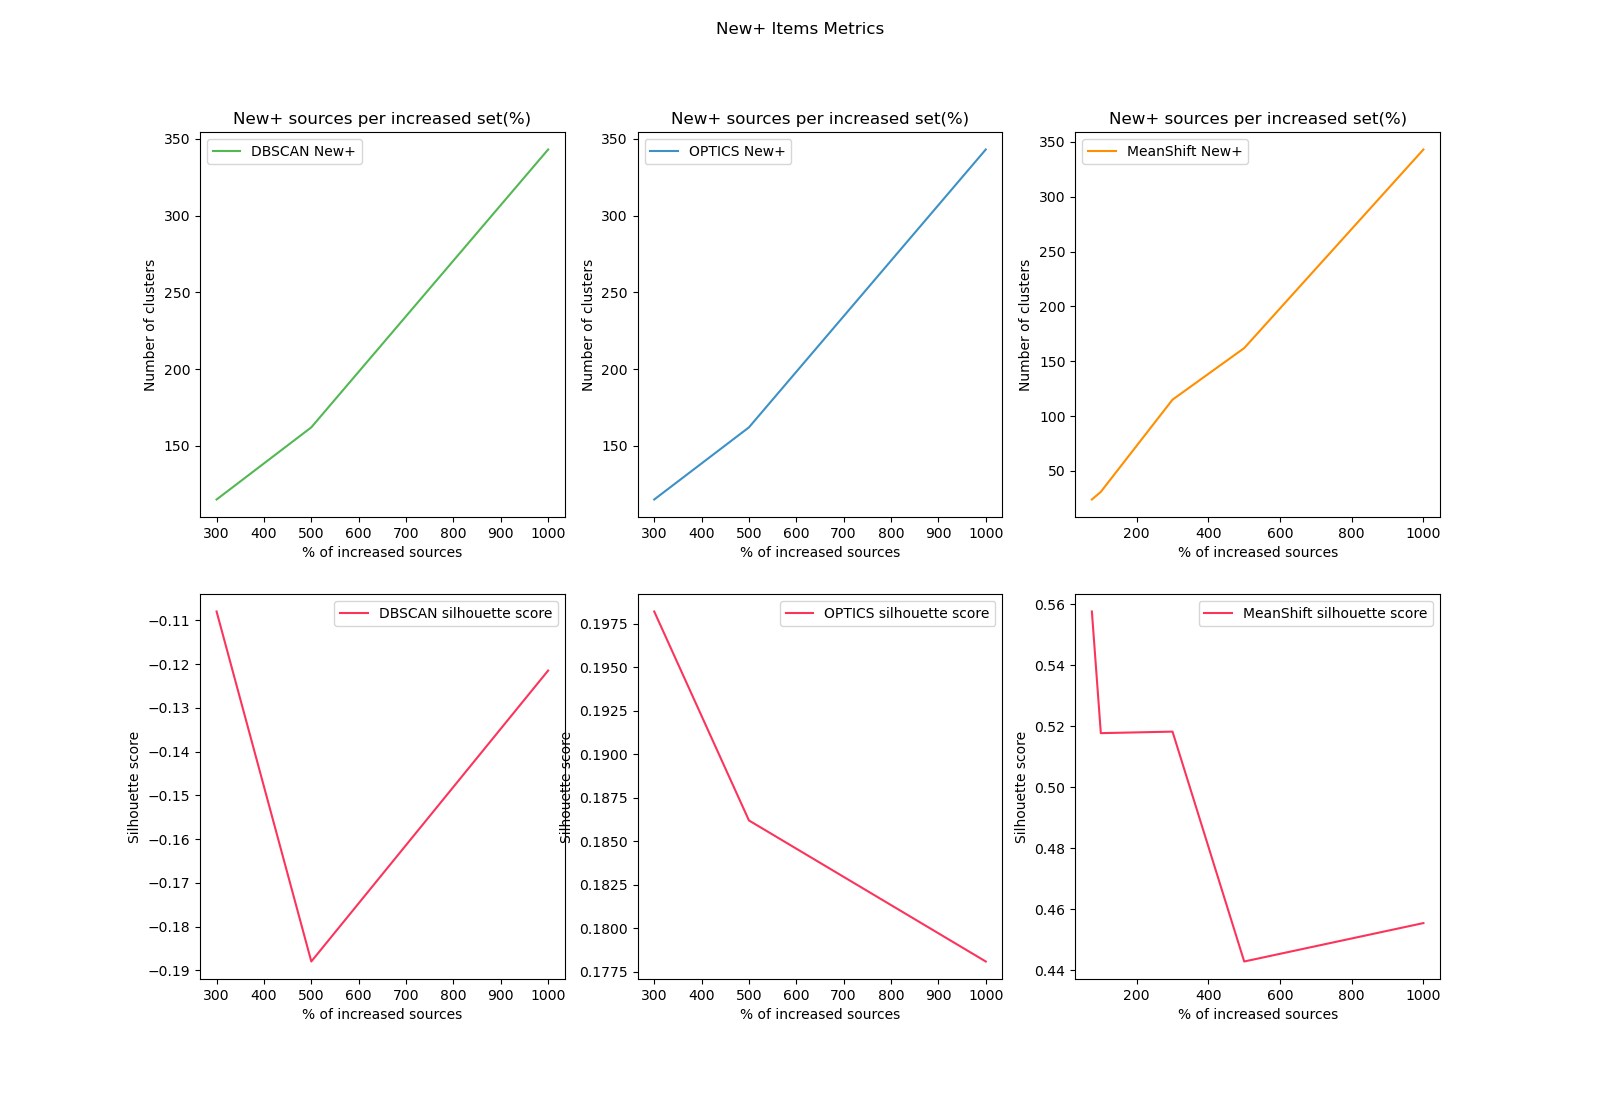 New+ Items Metrics
New+ sources per increased set(%)
DBSCAN New+
Number of clusters
350
300
250
200
150
300 400 500 600 700 800 900 1000
% of increased sources
New+ sources per increased set(%)
OPTICS New+
Number of clusters
350
300
250
200
150
300 400 500 600 700 800 900 1000
% of increased sources
New+ sources per increased set(%)
MeanShift New+
Number of clusters
350
300
250
200
150
100
50
200 400 600 800 1000
% of increased sources
DBSCAN silhouette score
Silhouette score
−0.11
−0.12
−0.13
−0.14
−0.15
−0.16
−0.17
−0.18
−0.19
300 400 500 600 700 800 900 1000
% of increased sources
OPTICS silhouette score
Silhouette score
0.1975
0.1950
0.1925
0.1900
0.1875
0.1850
0.1825
0.1800
0.1775
300 400 500 600 700 800 900 1000
% of increased sources
MeanShift silhouette score
Silhouette score
0.56
0.54
0.52
0.50
0.48
0.46
0.44
200 400 600 800 1000
% of increased sources